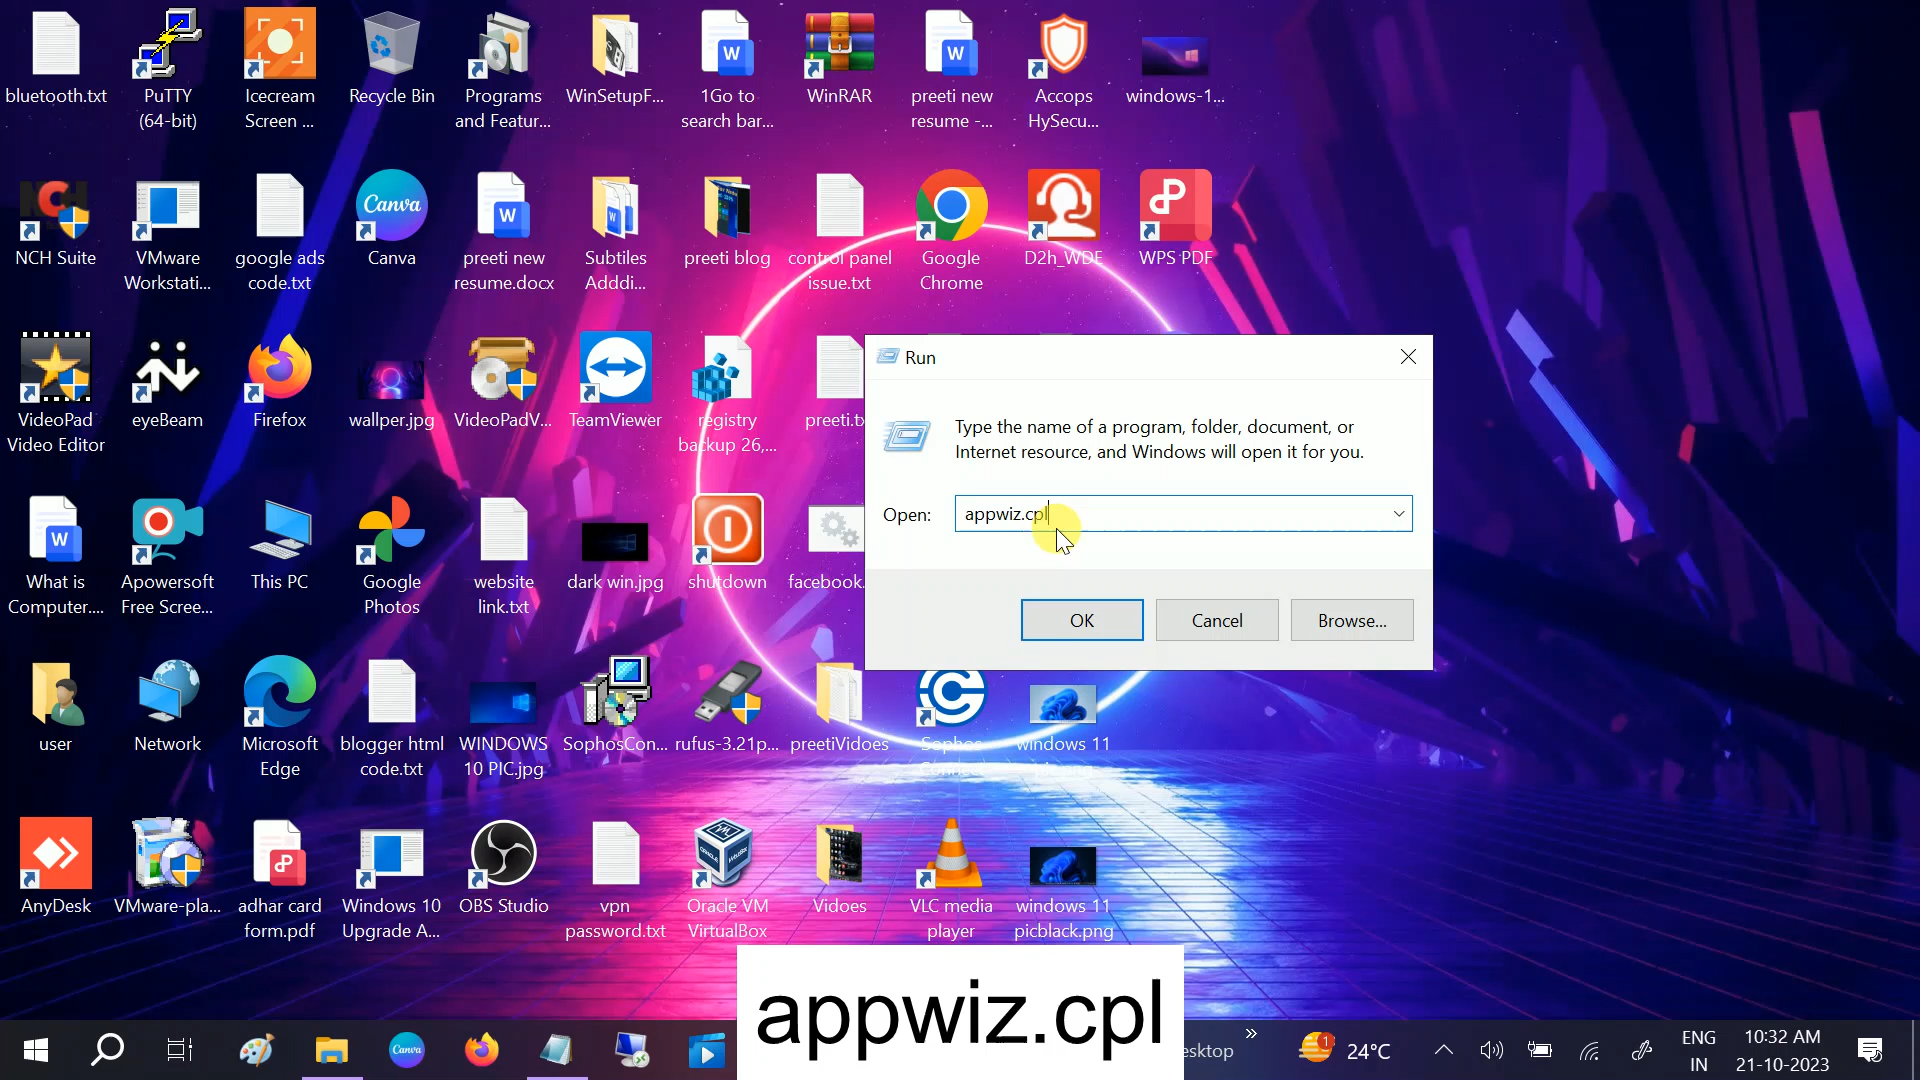 bluetooth.txt
PuTTY
(64-bit)
Icecream
Screen ...
Recycle Bin
Programs
and Featur...
WinSetupF...
1Go to
search bar...
WinRAR
preeti new
resume -...
Accops
HySecu...
windows-1...
NCH Suite
VMware
Workstati...
google ads
code.txt
Canva
Canva
preeti new
resume.docx
Subtiles
Adddi...
preeti blog
control panel
issue.txt
Google
Chrome
D2h_WDE
WPS PDF
VideoPad
Video Editor
eyeBeam
Firefox
wallper.jpg
VideoPadV...
TeamViewer
registry
backup 26,...
preeti.tx
Run
Type the name of a program, folder, document, or
Internet resource, and Windows will open it for you.
Open:
appwiz.cpl
OK
Cancel
Browse...
What is
Computer....
Apowersoft
Free Scree...
This PC
Google
Photos
website
link.txt
dark win.jpg
shutdown
facebook.
user
Network
Microsoft
Edge
blogger html
code.txt
WINDOWS
10 PIC.jpg
SophosCon...
rufus-3.21p...
preetiVidoes
Sophos
windows 11
AnyDesk
VMware-pla...
adhar card
form.pdf
Windows 10
Upgrade A...
OBS Studio
vpn
password.txt
Oracle VM
VirtualBox
Vidoes
VLC media
player
windows 11
picblack.png
appwiz.cpl
Canva
esktop
1
24°C
ENG
IN
10:32 AM
21-10-2023